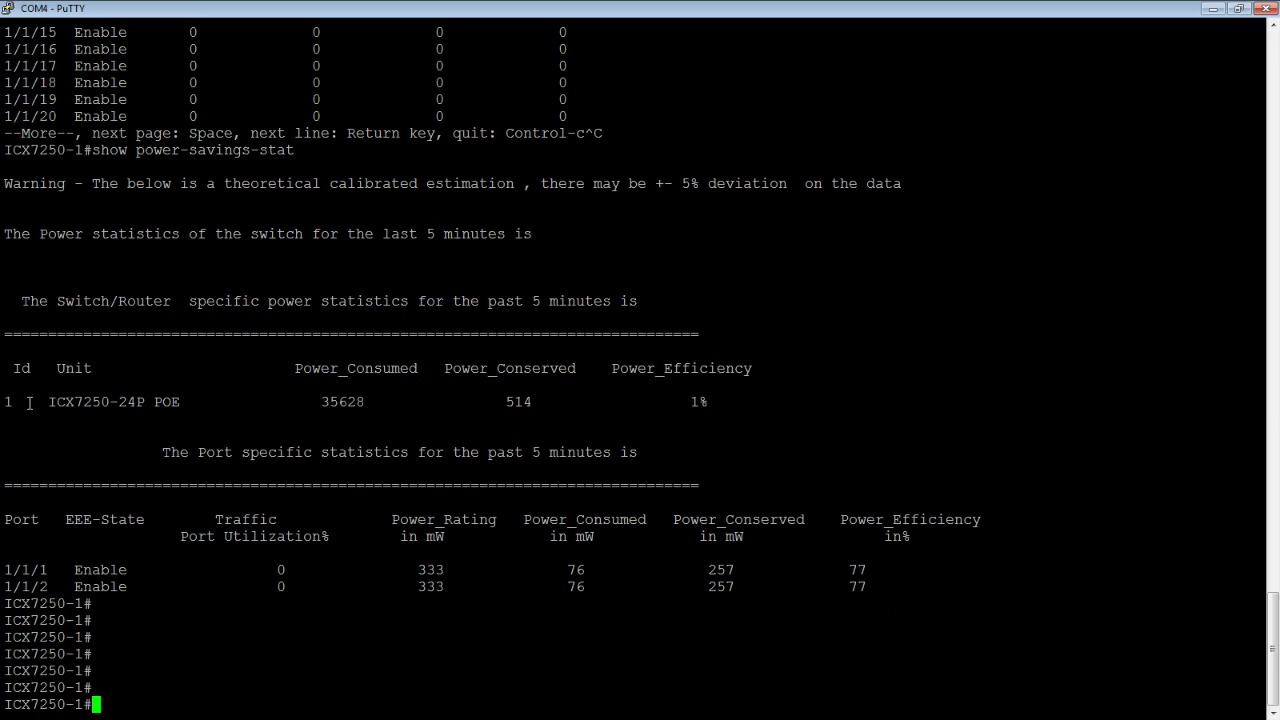 COM4 - PuTTY
1/1/15  Enable       0             0             0             0
1/1/16  Enable       0             0             0             0
1/1/17  Enable       0             0             0             0
1/1/18  Enable       0             0             0             0
1/1/19  Enable       0             0             0             0
1/1/20  Enable       0             0             0             0
--More--, next page: Space, next line: Return key, quit: Control-c^C
ICX7250-1#show power-savings-stat
Warning - The below is a theoretical calibrated estimation , there may be +- 5% deviation  on the data
The Power statistics of the switch for the last 5 minutes is
The Switch/Router  specific power statistics for the past 5 minutes is
===============================================================================
Id   Unit                       Power_Consumed   Power_Conserved    Power_Efficiency
1    ICX7250-24P POE                35628                514                  1%
The Port specific statistics for the past 5 minutes is
===============================================================================
Port   EEE-State        Traffic             Power_Rating   Power_Consumed   Power_Conserved    Power_Efficiency
Port Utilization%        in mW            in mW            in mW                in%
1/1/1   Enable                 0               333              76              257             77
1/1/2   Enable                 0               333              76              257             77
ICX7250-1#
ICX7250-1#
ICX7250-1#
ICX7250-1#
ICX7250-1#
ICX7250-1#
ICX7250-1#